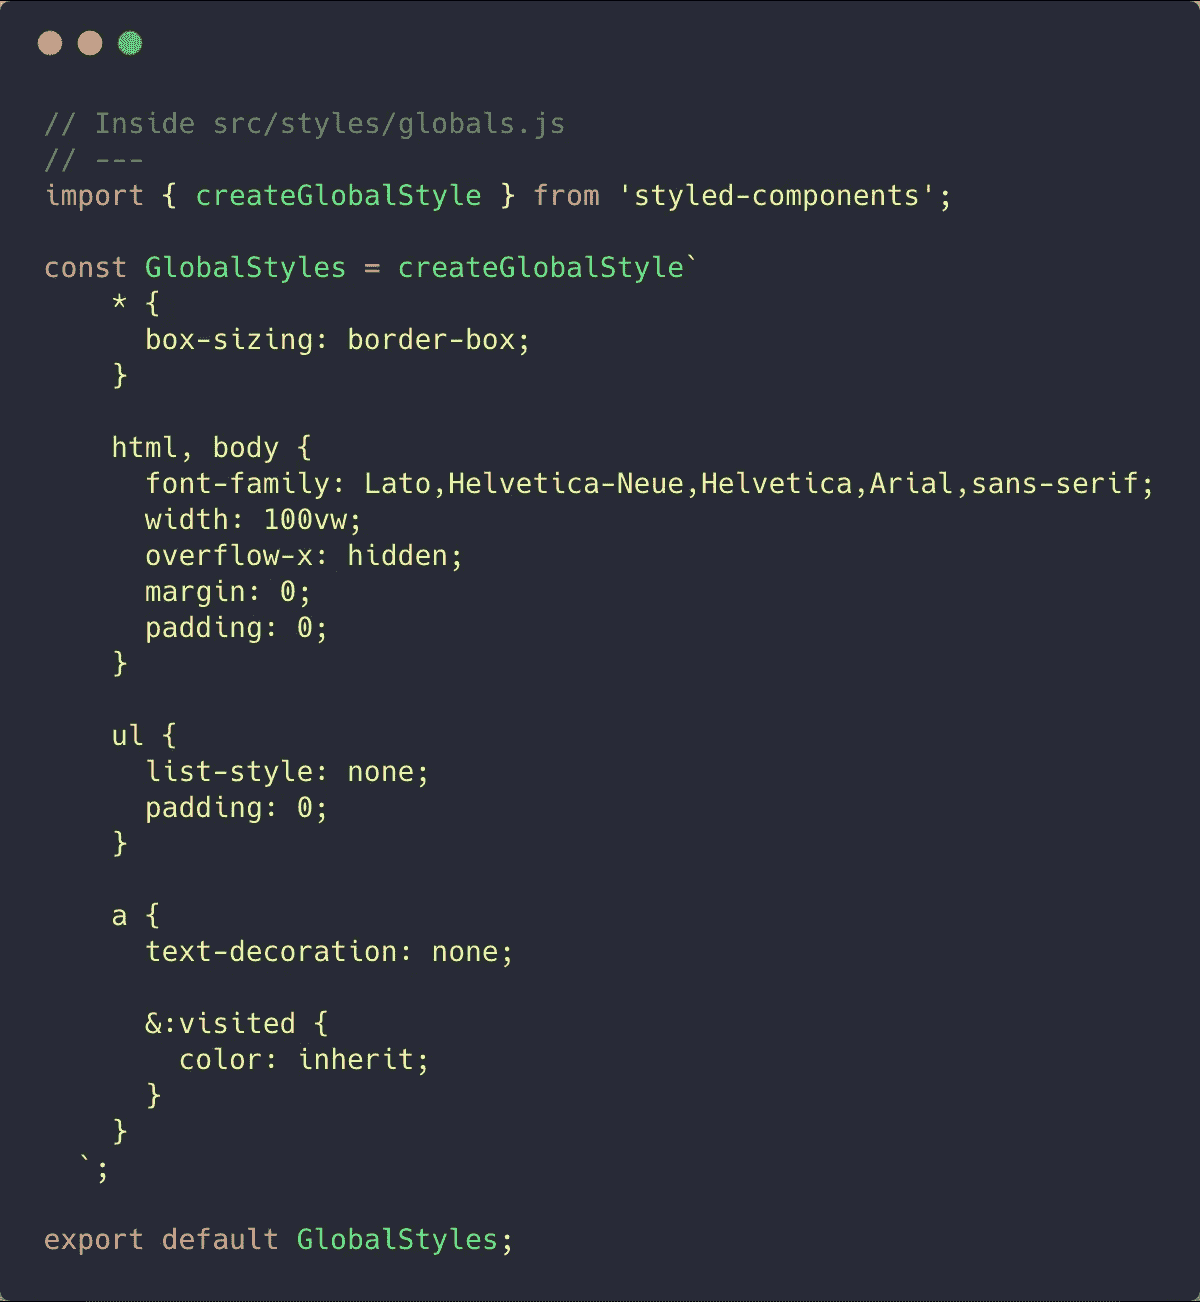 // Inside src/styles/globals.js
// ---
import { createGlobalStyle } from 'styled-components';

const GlobalStyles = createGlobalStyle`
    * {
      box-sizing: border-box;
    }

    html, body {
      font-family: Lato,Helvetica-Neue,Helvetica,Arial,sans-serif;
      width: 100vw;
      overflow-x: hidden;
      margin: 0;
      padding: 0;
    }

    ul {
      list-style: none;
      padding: 0;
    }

    a {
      text-decoration: none;

      &:visited {
        color: inherit;
      }
    }
  `;

export default GlobalStyles;